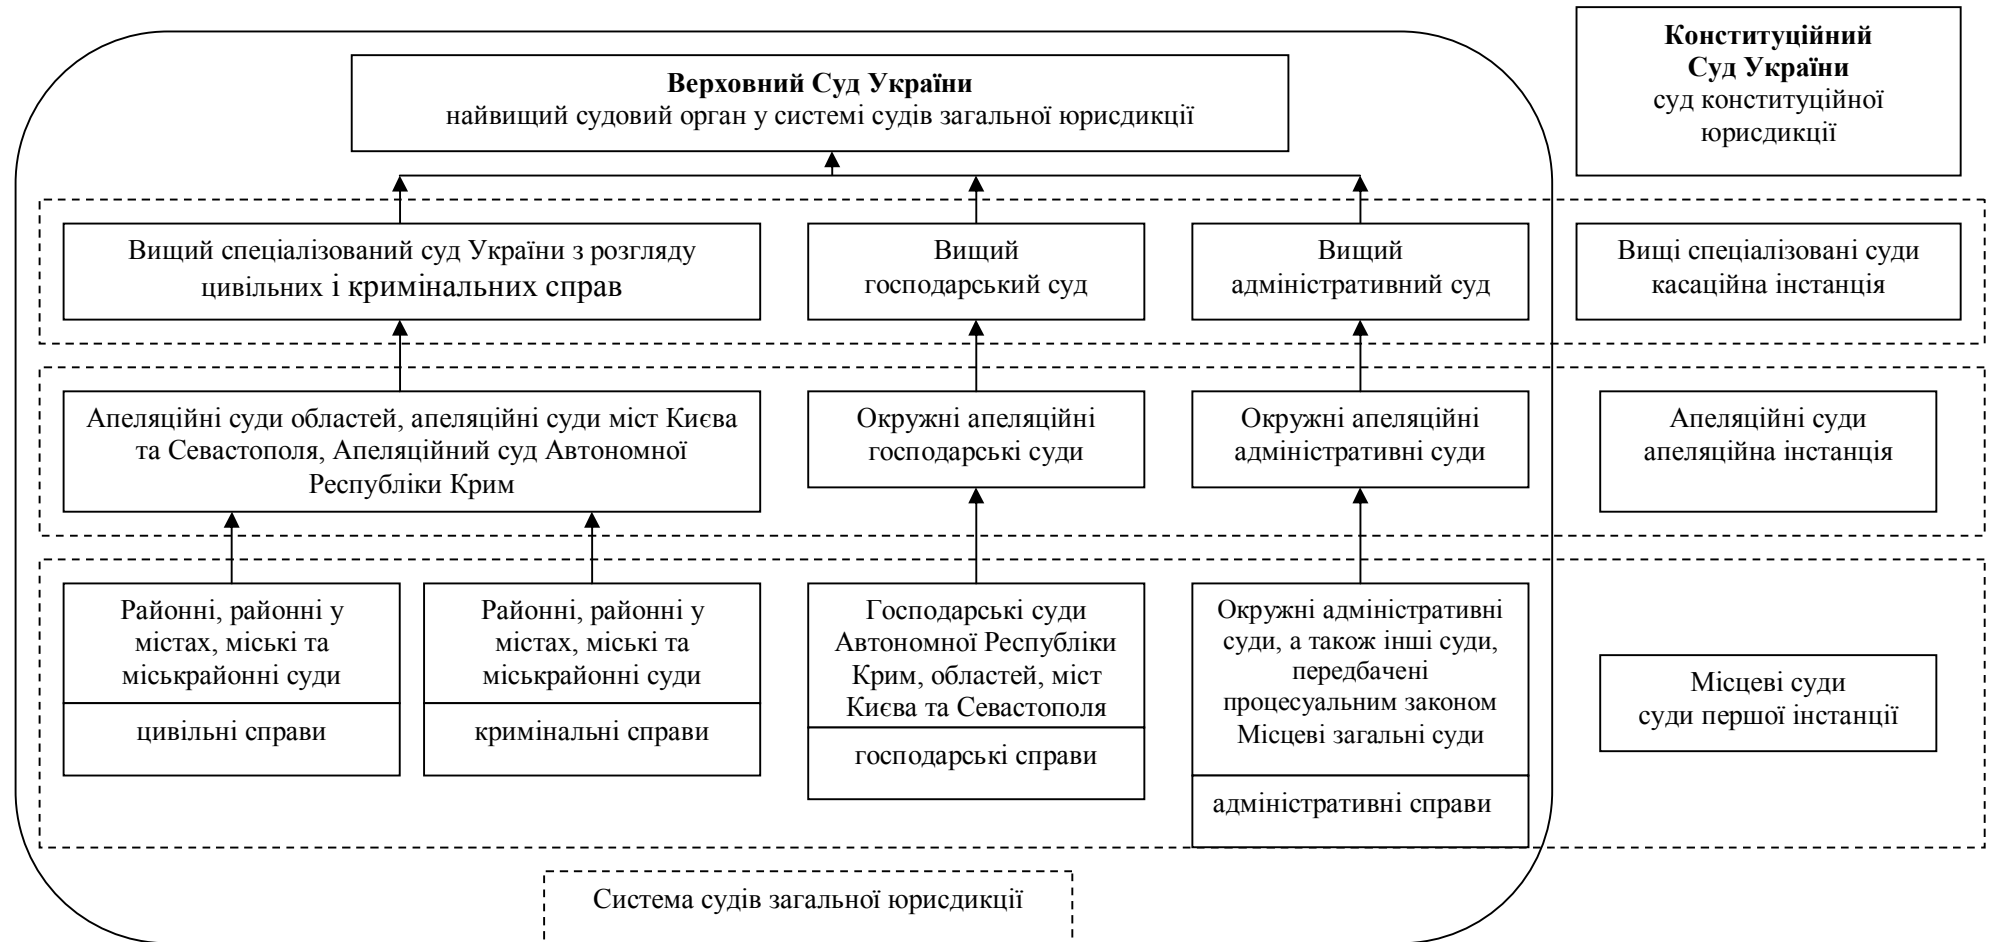 Верховний Суд України
найвищий судовий орган у системі судів загальної юрисдикції
Конституційний
Суд України
суд конституційної
юрисдикції
Вищий спеціалізований суд України з розгляду
цивільних і кримінальних справ
Вищий
господарський суд
Вищий
адміністративний суд
Вищі спеціалізовані суди
касаційна інстанція
Апеляційні суди областей, апеляційні суди міст Києва
та Севастополя, Апеляційний суд Автономної
Республіки Крим
Окружні апеляційні
господарські суди
Окружні апеляційні
адміністративні суди
Апеляційні суди
апеляційна інстанція
Районні, районні у
містах, міські та
міськрайонні суди
цивільні справи
Районні, районні у
містах, міські та
міськрайонні суди
кримінальні справи
Господарські суди
Автономної Республіки
Крим, областей, міст
Києва та Севастополя
господарські справи
Окружні адміністративні
суди, а також інші суди,
передбачені
процесуальним законом
Місцеві загальні суди
адміністративні справи
Місцеві суди
суди першої інстанції
Система судів загальної юрисдикції